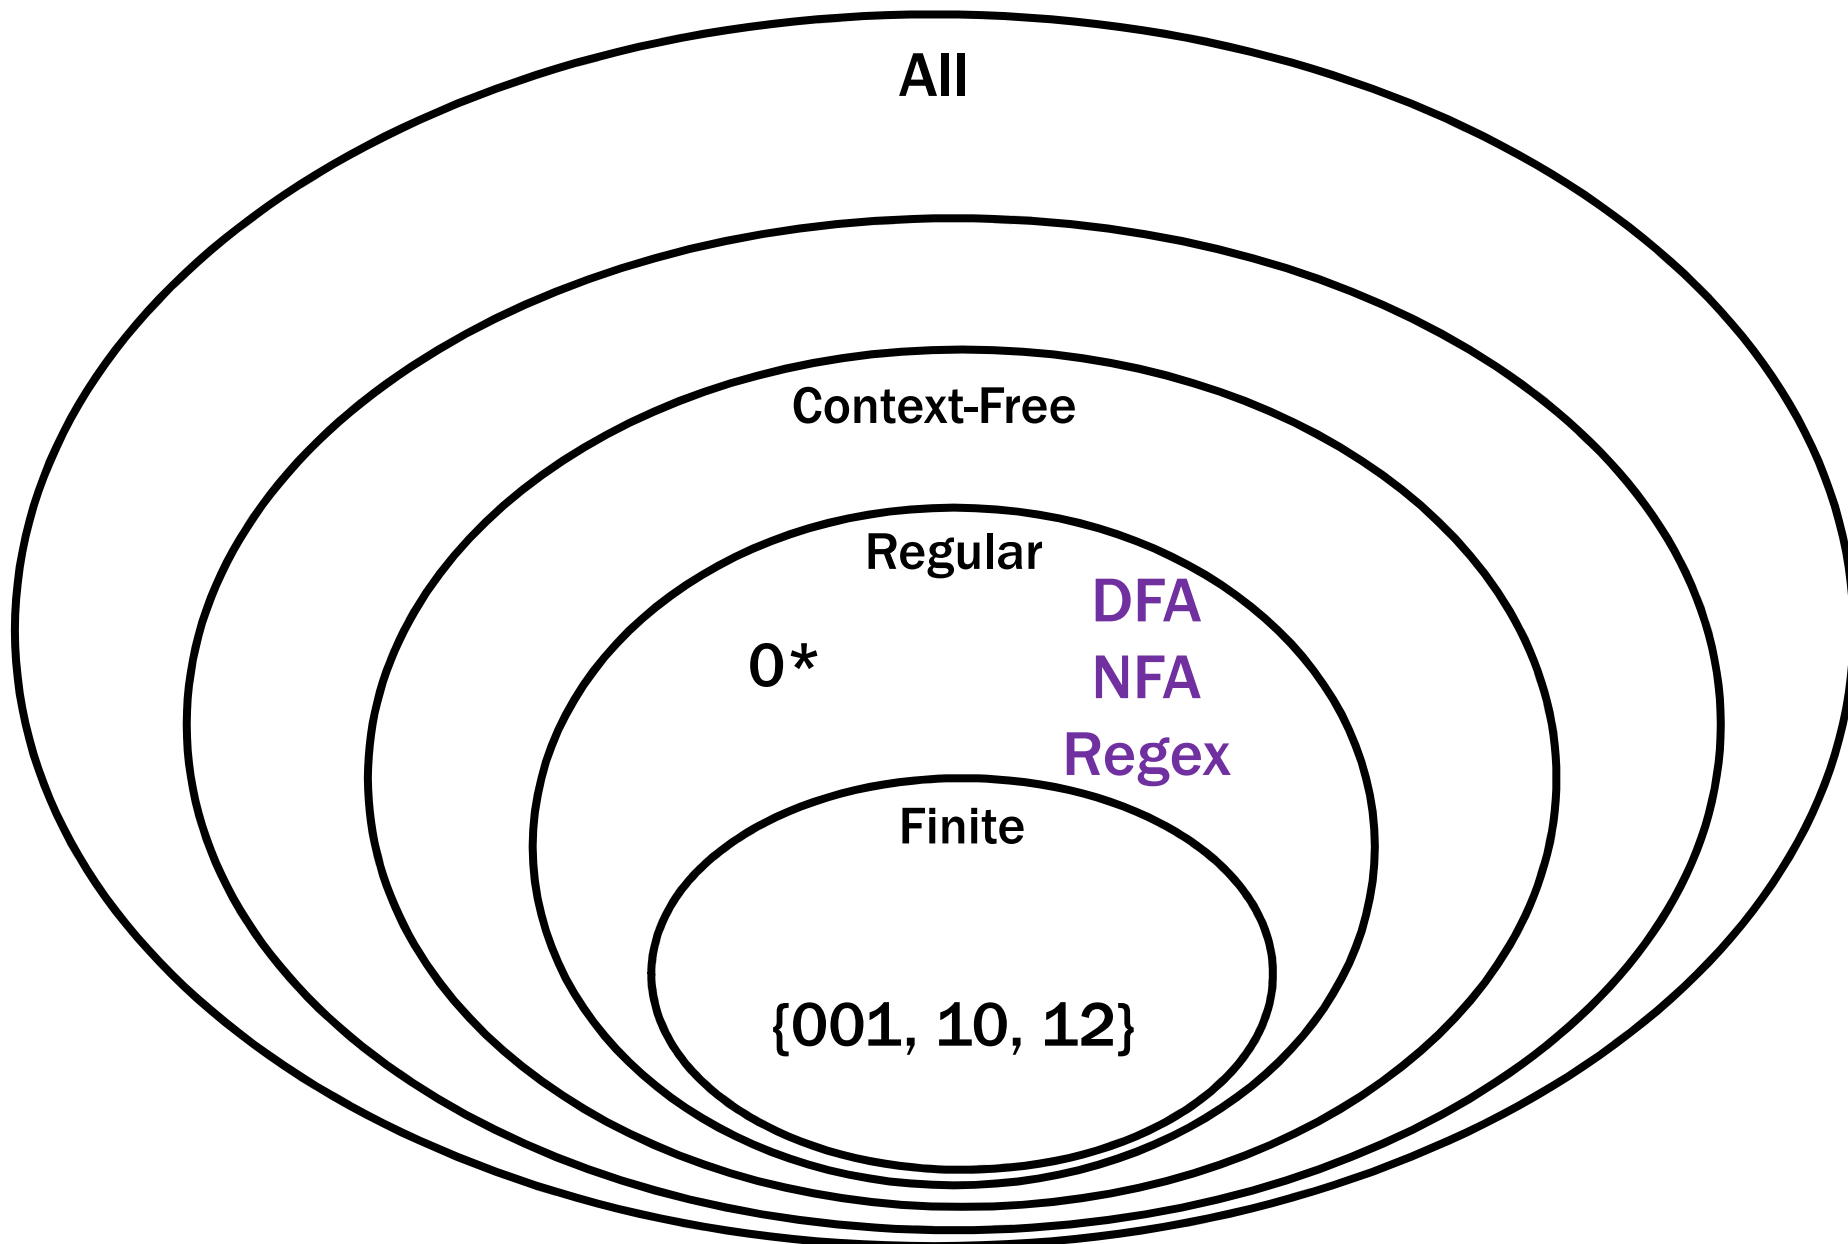 All
Context-Free
Regular
DFA
0*
NFA
Regex
Finite
{001, 10, 12}